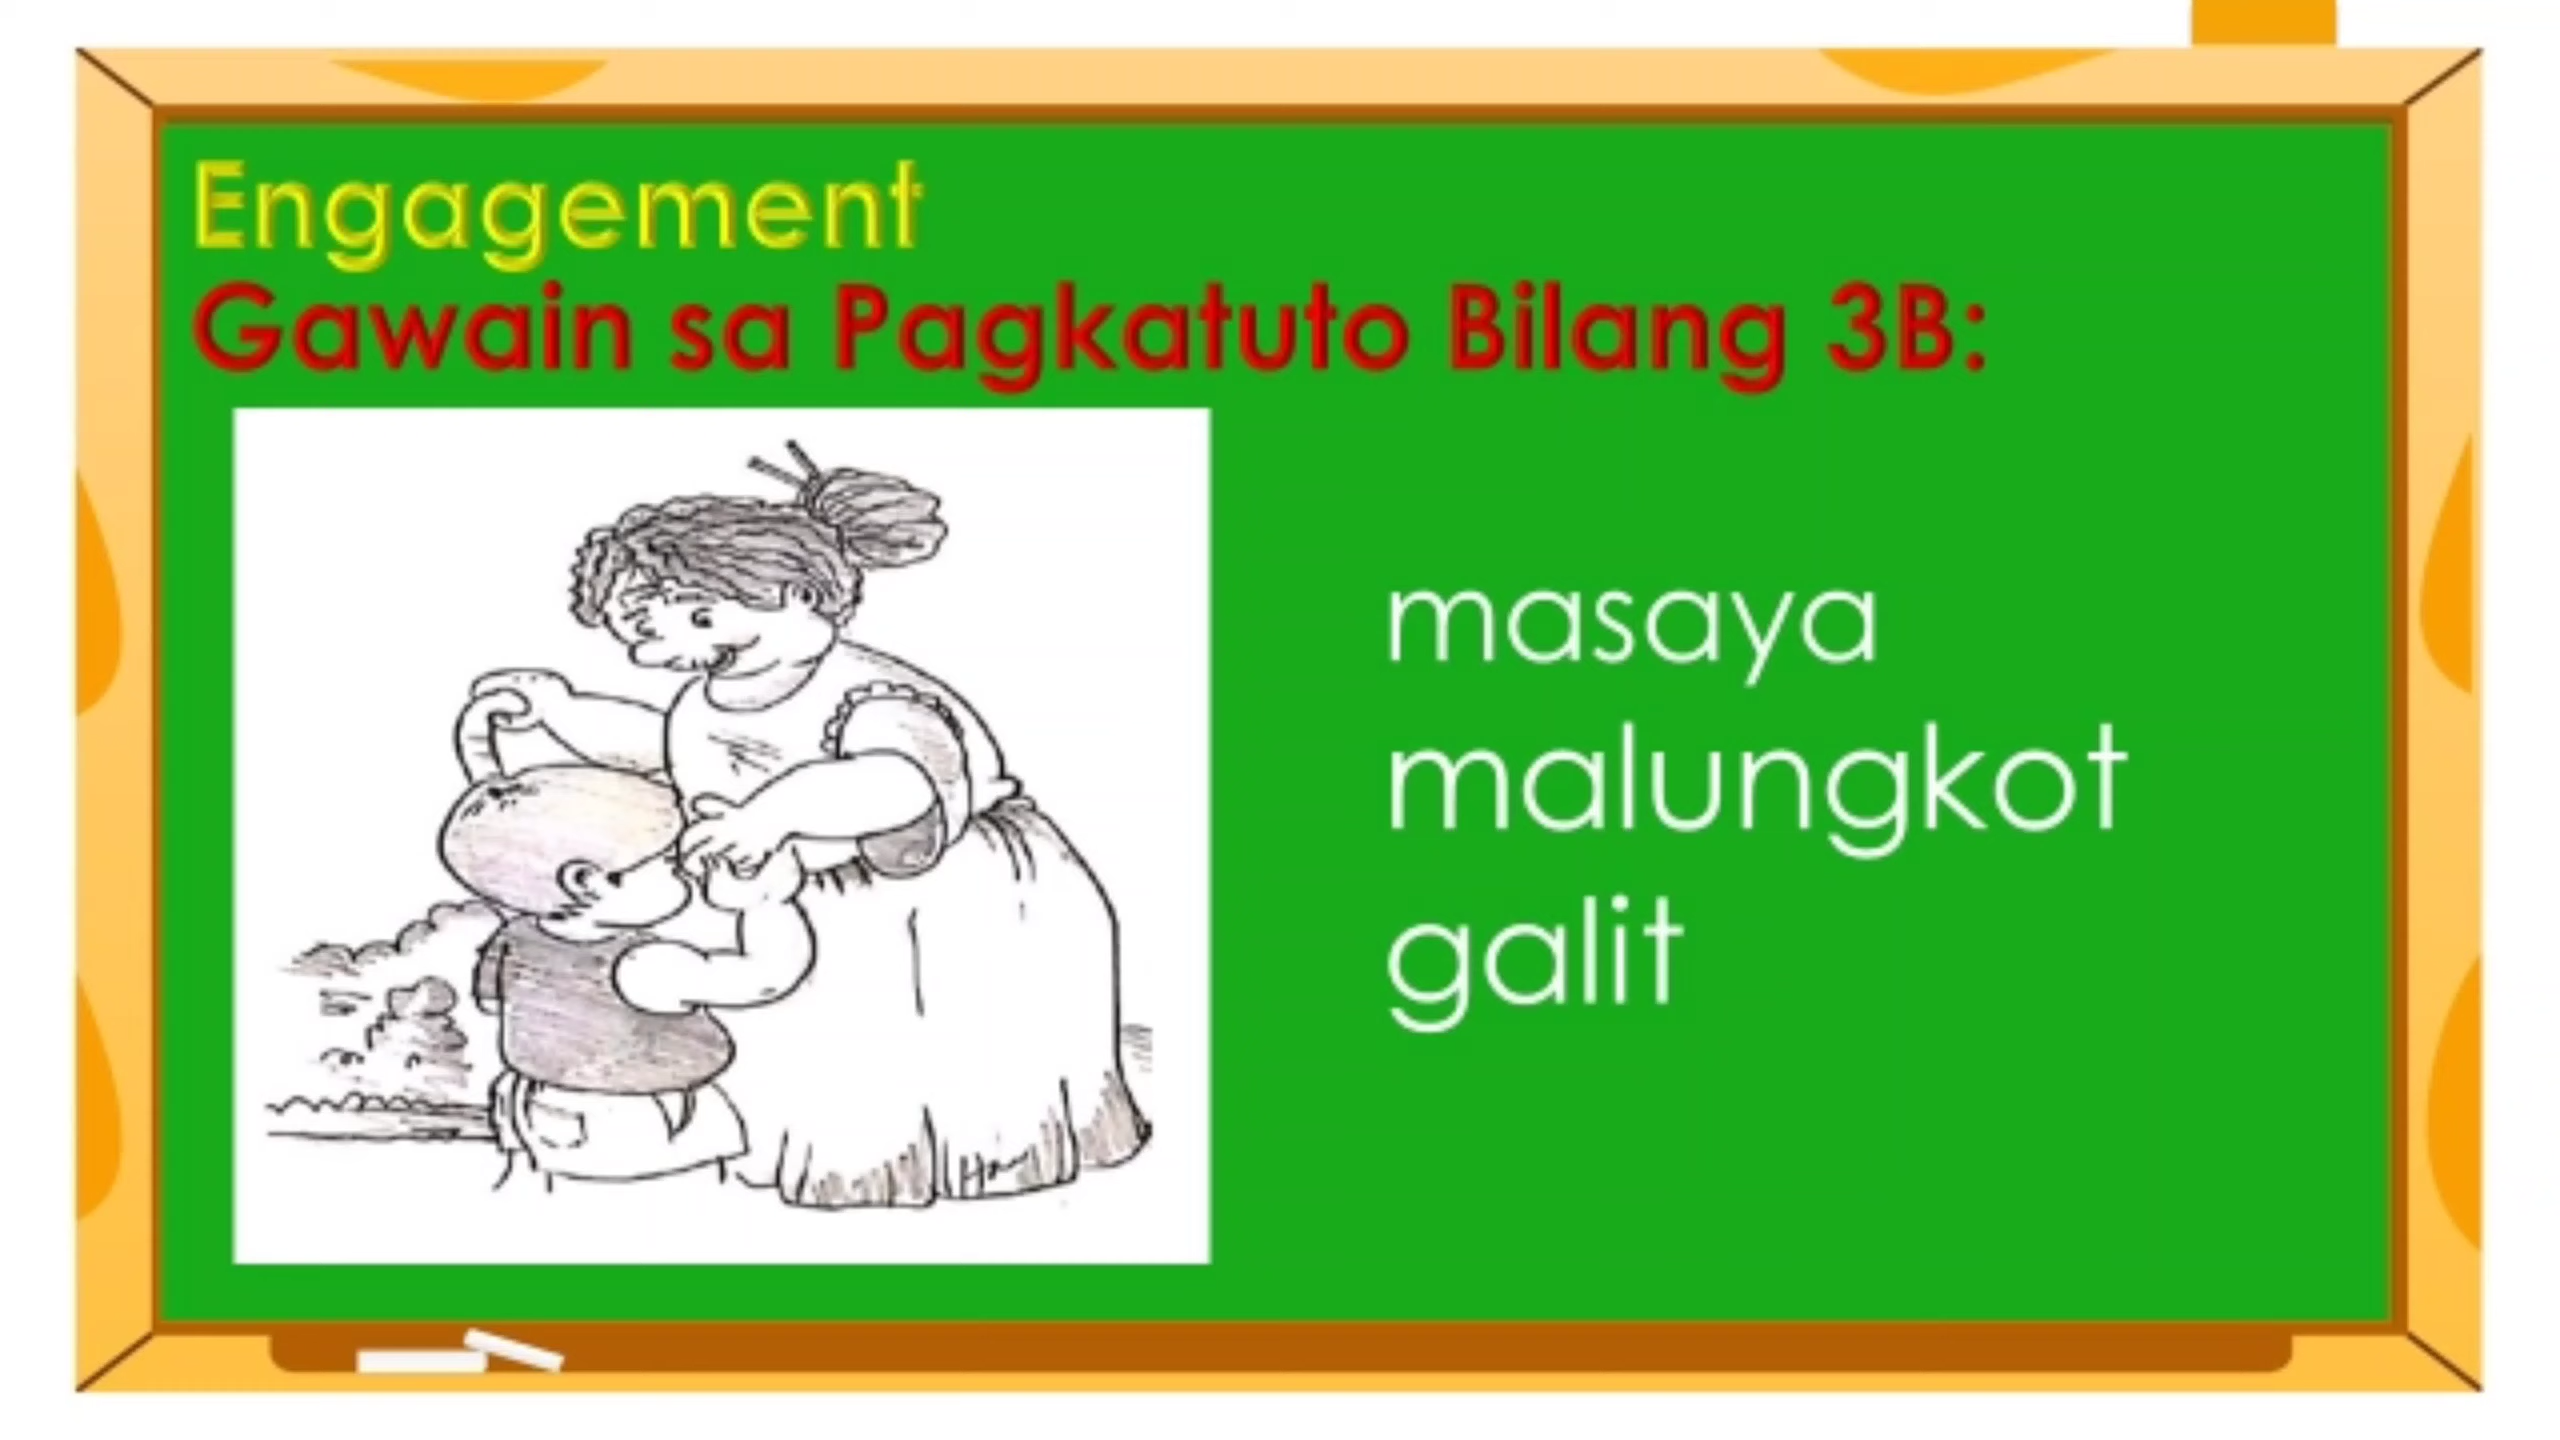 Engagement
Gawain sa Pagkatuto Bilang 3B:
masaya
malungkot
galit